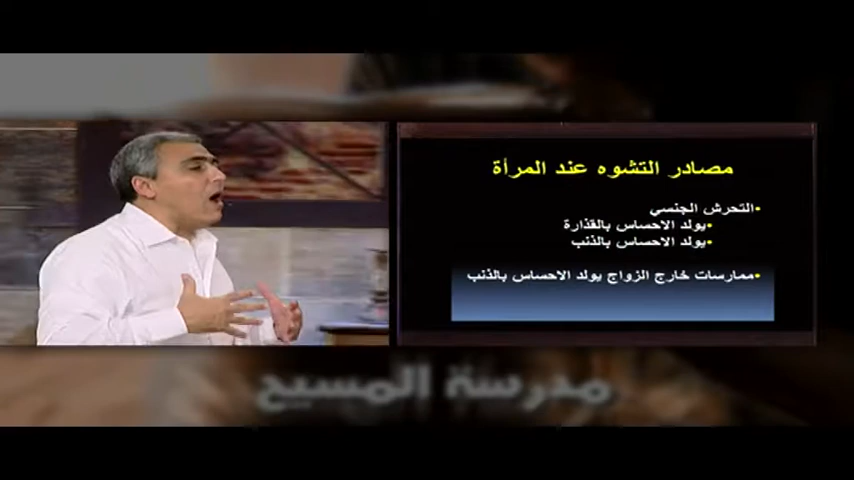 مصادر التشوه عند المرأة
•التحرش الجنسي
•يولد الاحساس بالقذارة
•يولد الاحساس بالذنب
•ممارسات خارج الزواج يولد الاحساس بالذنب
مدرسة المسيح